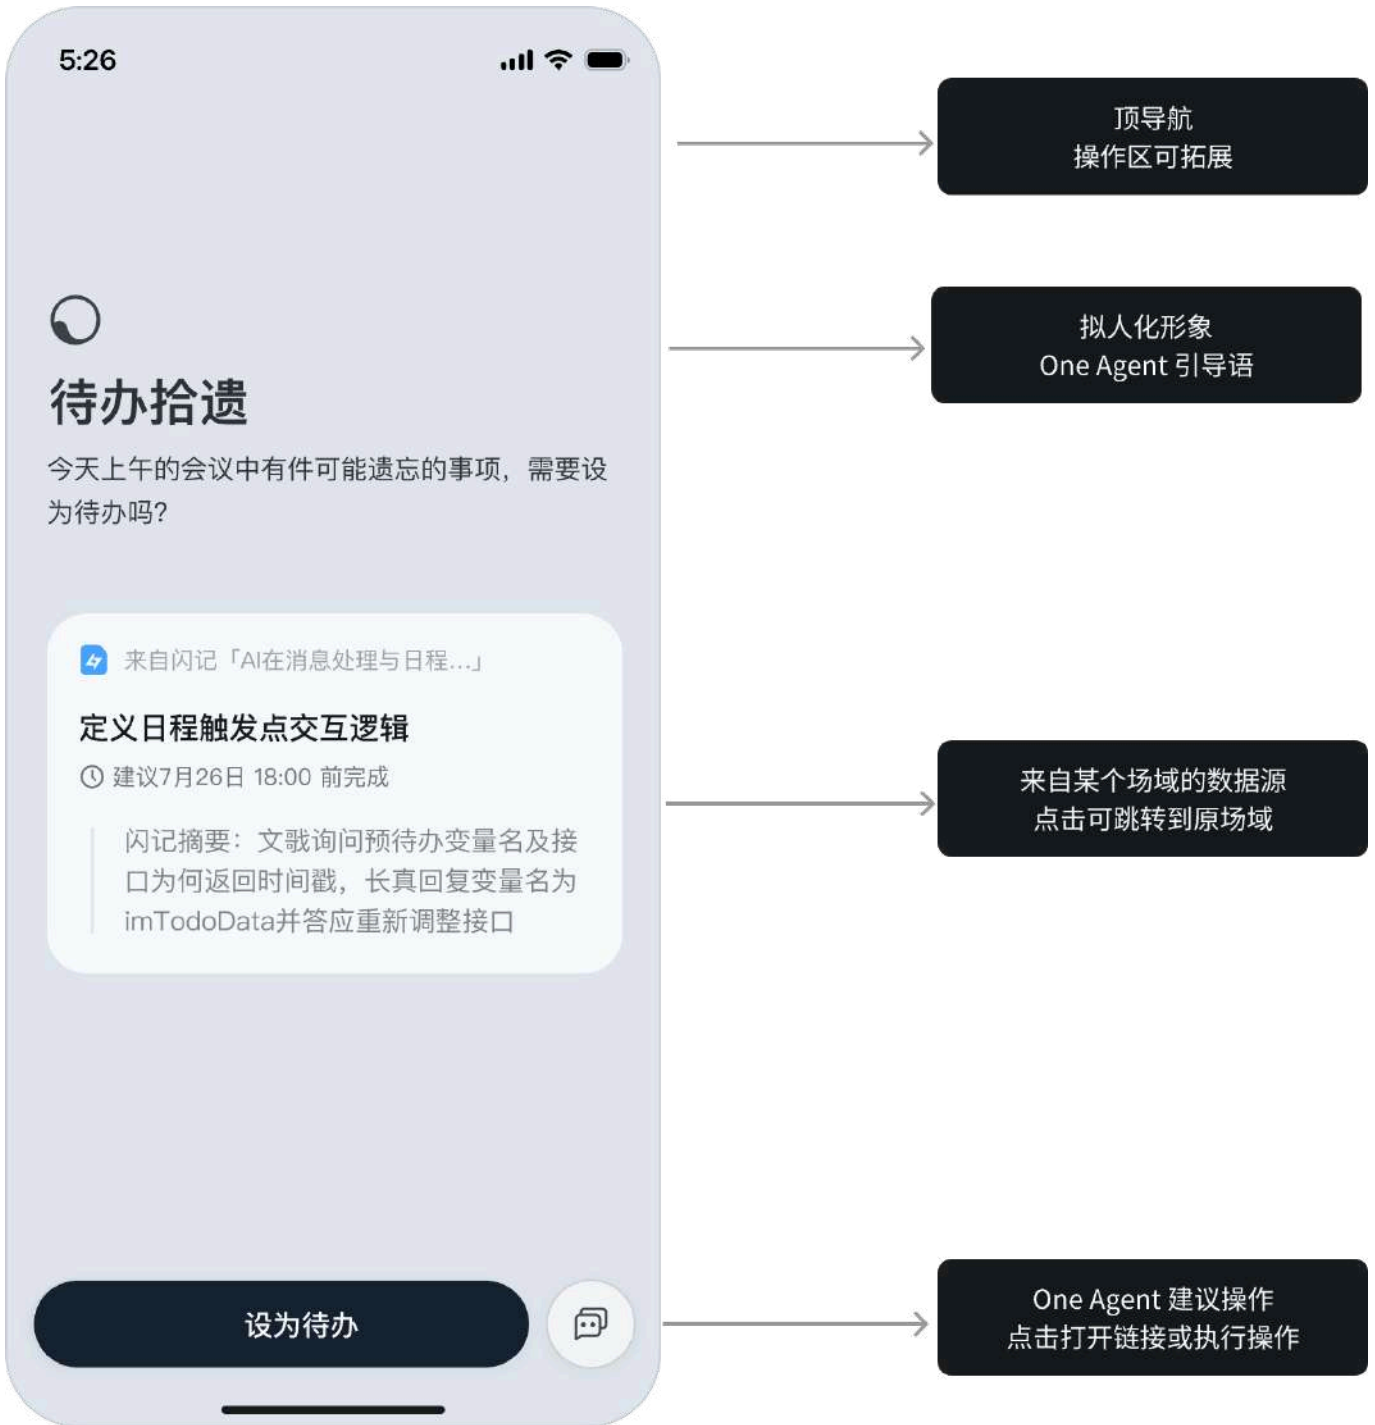 5:26
顶导航
操作区可拓展
拟人化形象
One Agent 引导语
待办拾遗
今天上午的会议中有件可能遗忘的事项，需要设
为待办吗？
来自闪记「AI在消息处理与日程...」
定义日程触发点交互逻辑
建议7月26日 18:00 前完成
闪记摘要：文戬询问预待办变量名及接
口为何返回时间戳，长真回复变量名为
imTodoData并答应重新调整接口
来自某个场域的数据源
点击可跳转到原场域
设为待办
One Agent 建议操作
点击打开链接或执行操作